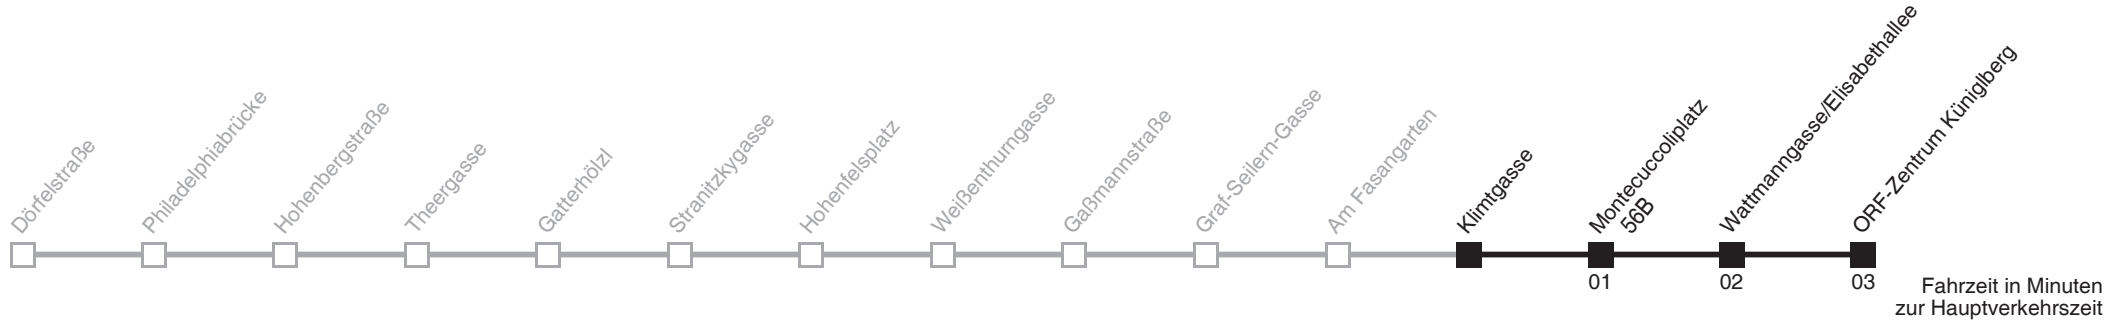 Dörfelstraße
Philadelphiabrücke
Hohenbergstraße
Theergasse
Gatterhölzl
Stranitzkygasse
Hohenfelsplatz
Weißenthurngasse
Gaßmannstraße
Graf-Seilern-Gasse
Am Fasangarten
Klimtgasse
Montecuccoliplatz
56B
Wattmanngasse/Elisabethallee
ORF-Zentrum Küniglberg
01
02
03
Fahrzeit in Minuten
zur Hauptverkehrszeit